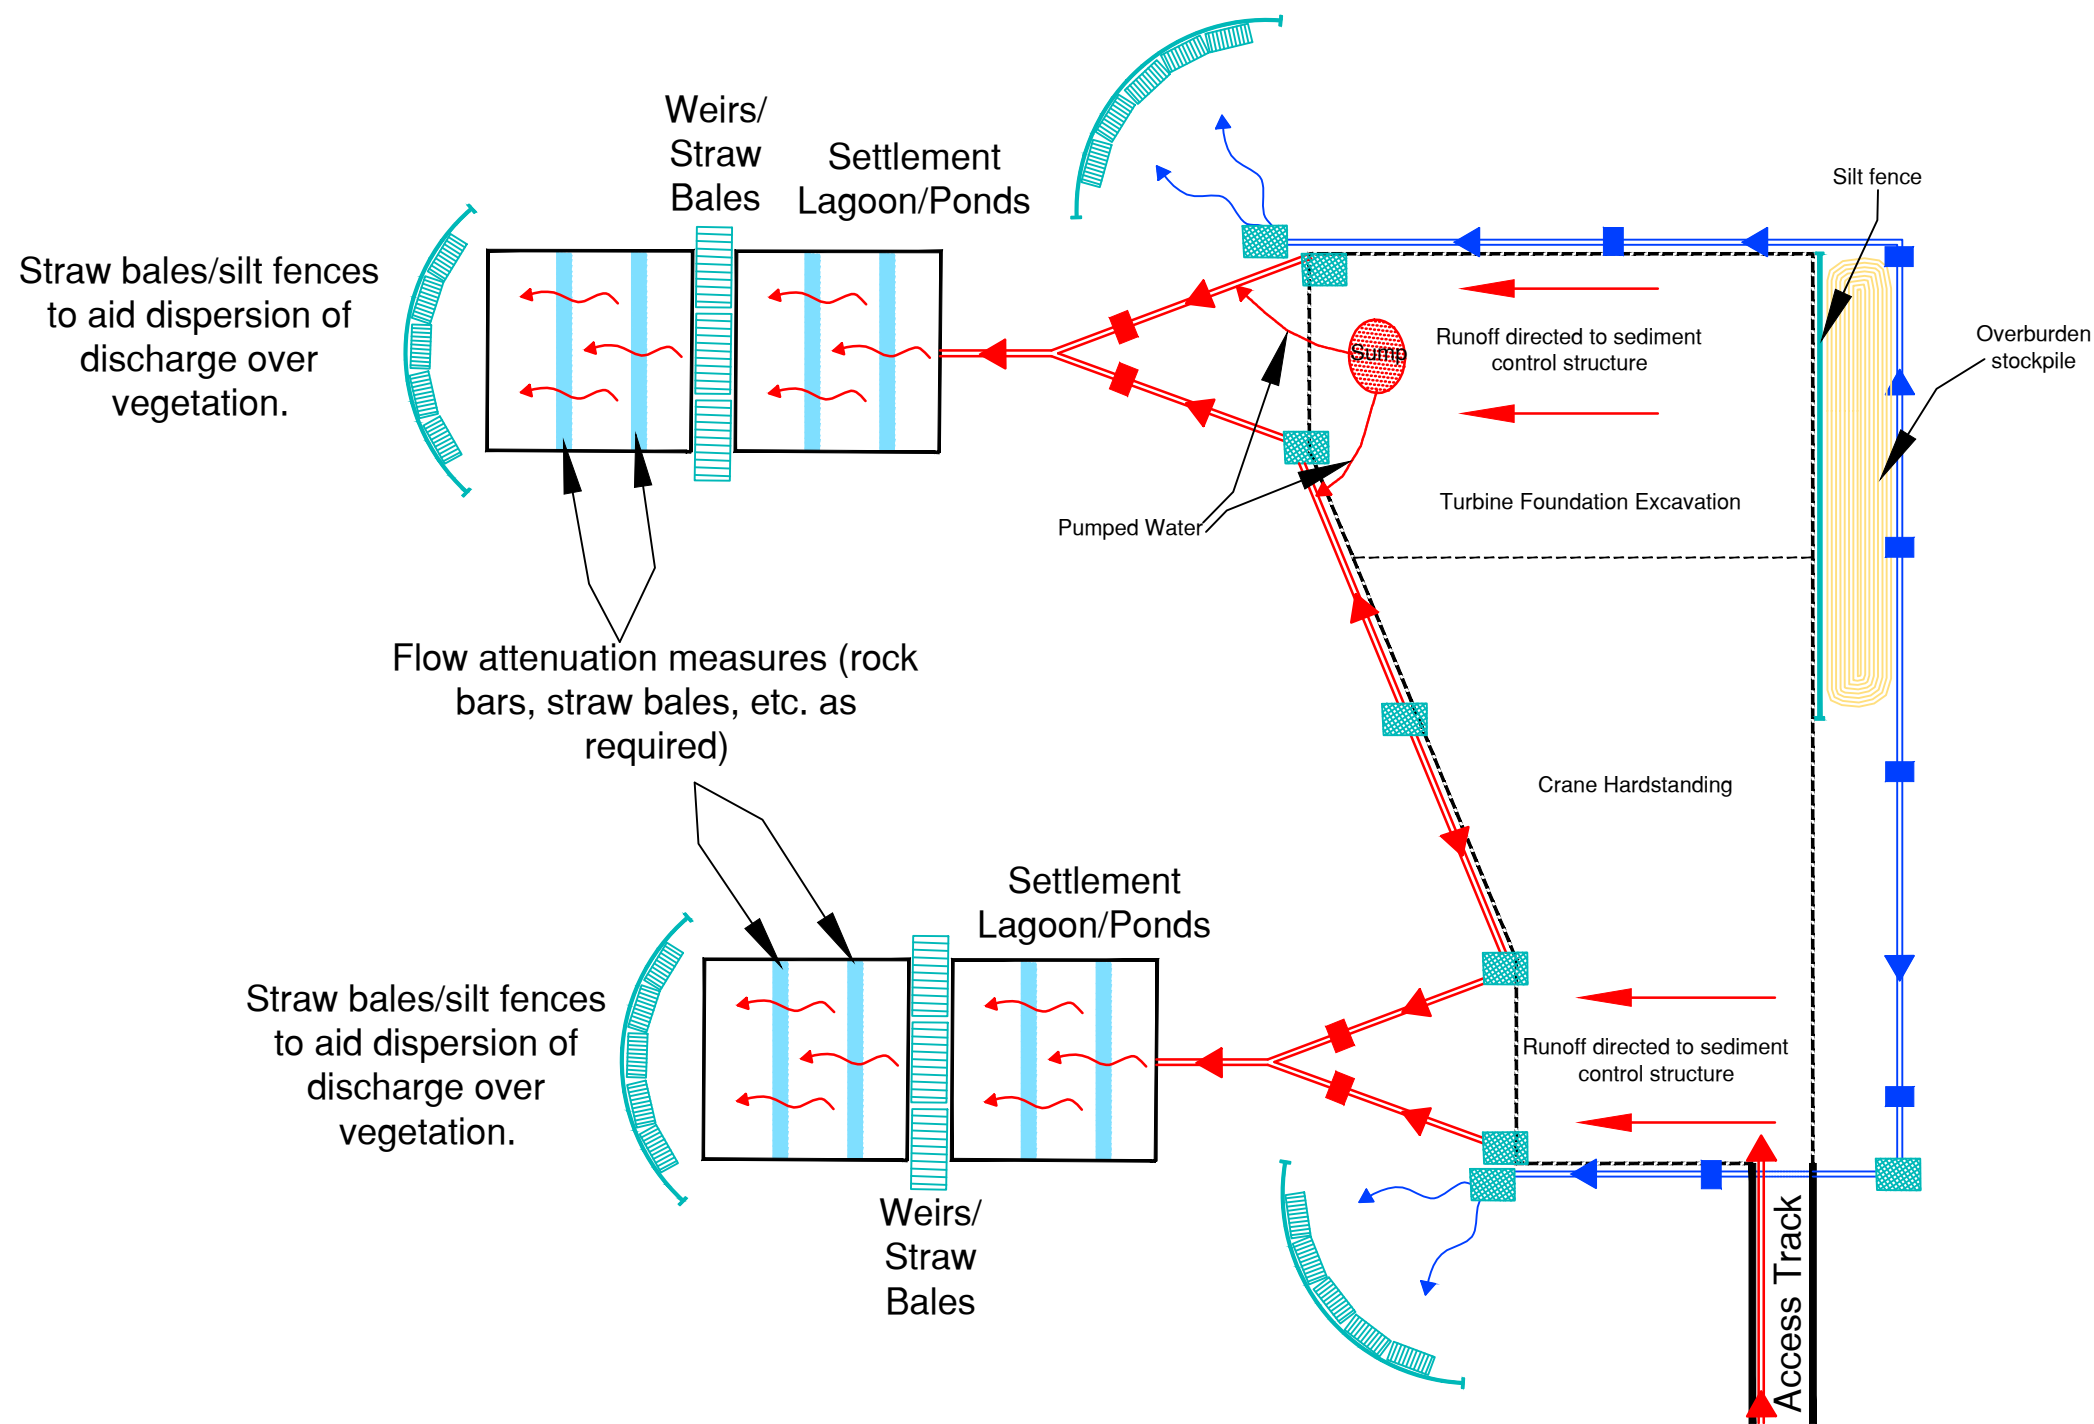 Weirs/
Straw
Bales
Settlement
Lagoon/Ponds
Silt fence
Straw bales/silt fences
to aid dispersion of
discharge over
vegetation.
Sump
Runoff directed to sediment
control structure
Overburden
stockpile
Turbine Foundation Excavation
Pumped Water
Flow attenuation measures (rock
bars, straw bales, etc. as
required)
Crane Hardstanding
Settlement
Lagoon/Ponds
Straw bales/silt fences
to aid dispersion of
discharge over
vegetation.
Runoff directed to sediment
control structure
Weirs/
Straw
Bales
Access Track